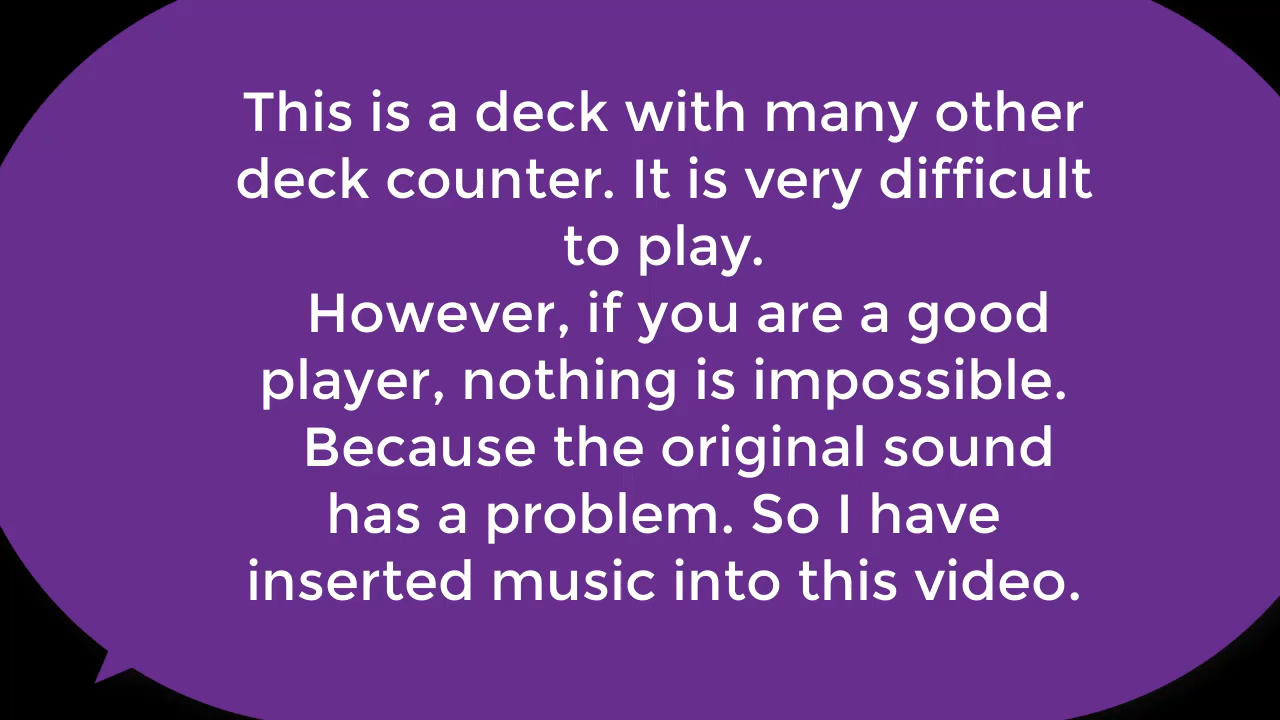 This is a deck with many other
deck counter. It is very difficult
to play.
However, if you are a good
player, nothing is impossible.
Because the original sound
has a problem. So I have
inserted music into this video.